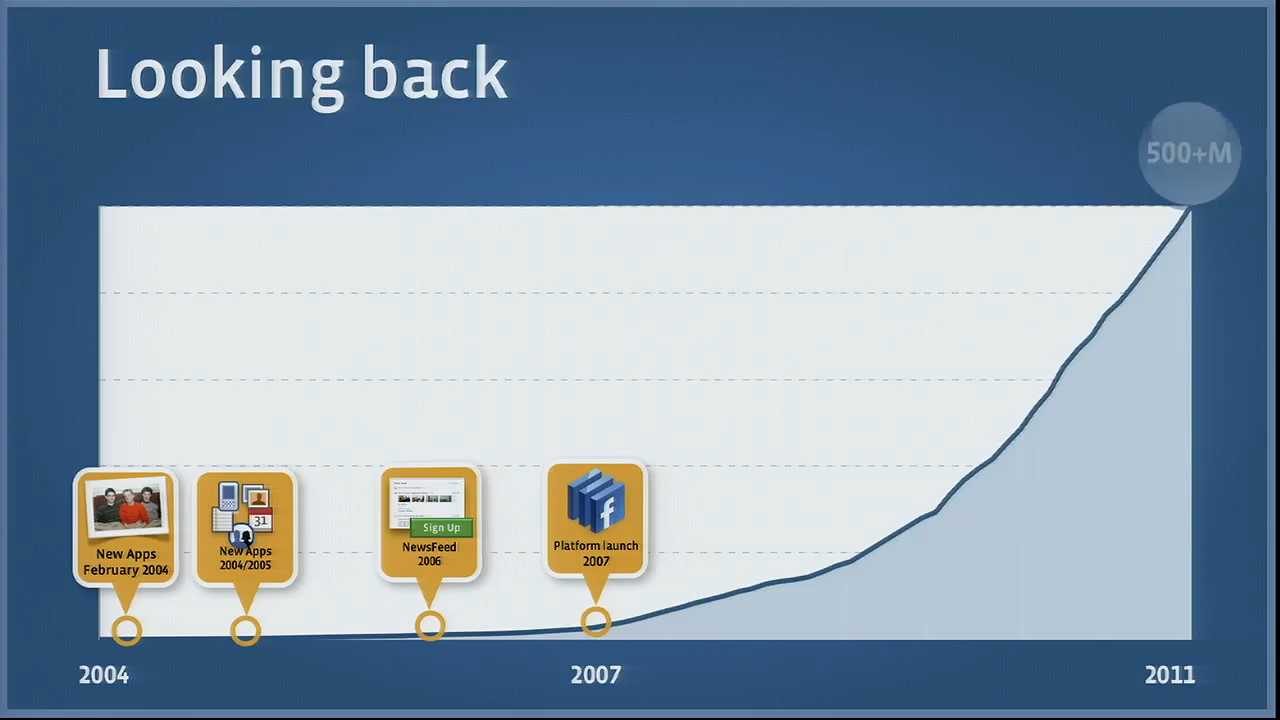 Looking back
500+M
New Apps
February 2004
New Apps
2004/2005
31
Sign Up
NewsFeed
2006
f
Platform launch
2007
2004
2007
2011